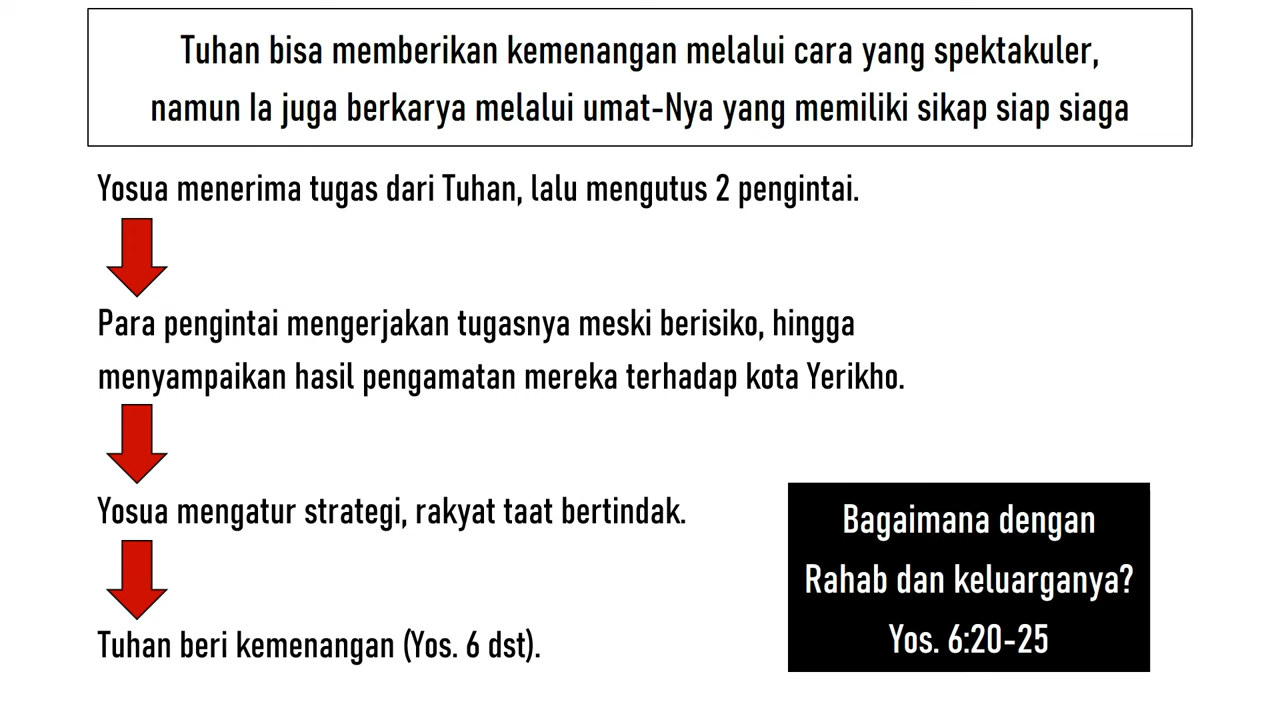 Tuhan bisa memberikan kemenangan melalui cara yang spektakuler,
namun Ia juga berkarya melalui umat-Nya yang memiliki sikap siap siaga
Yosua menerima tugas dari Tuhan, lalu mengutus 2 pengintai.
Para pengintai mengerjakan tugasnya meski berisiko, hingga
menyampaikan hasil pengamatan mereka terhadap kota Yerikho.
Yosua mengatur strategi, rakyat taat bertindak.
Tuhan beri kemenangan (Yos. 6 dst).
Bagaimana dengan
Rahab dan keluarganya?
Yos. 6:20-25